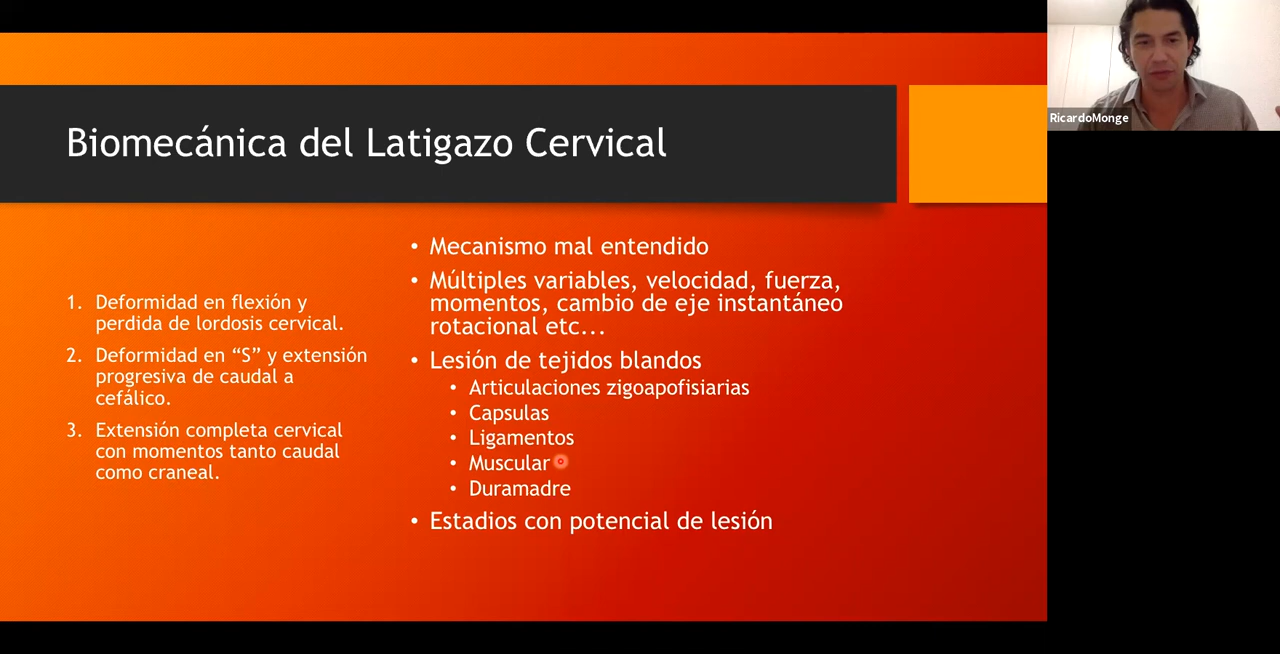 Biomecánica del Latigazo Cervical
RicardoMonge
1. Deformidad en flexión y
perdida de lordosis cervical.
2. Deformidad en “S” y extensión
progresiva de caudal a
cefálico.
3. Extensión completa cervical
con momentos tanto caudal
como craneal.
• Mecanismo mal entendido
• Múltiples variables, velocidad, fuerza,
momentos, cambio de eje instantáneo
rotacional etc...
• Lesión de tejidos blandos
• Articulaciones zigoapofisiarias
• Capsulas
• Ligamentos
• Muscular
• Duramadre
• Estadios con potencial de lesión